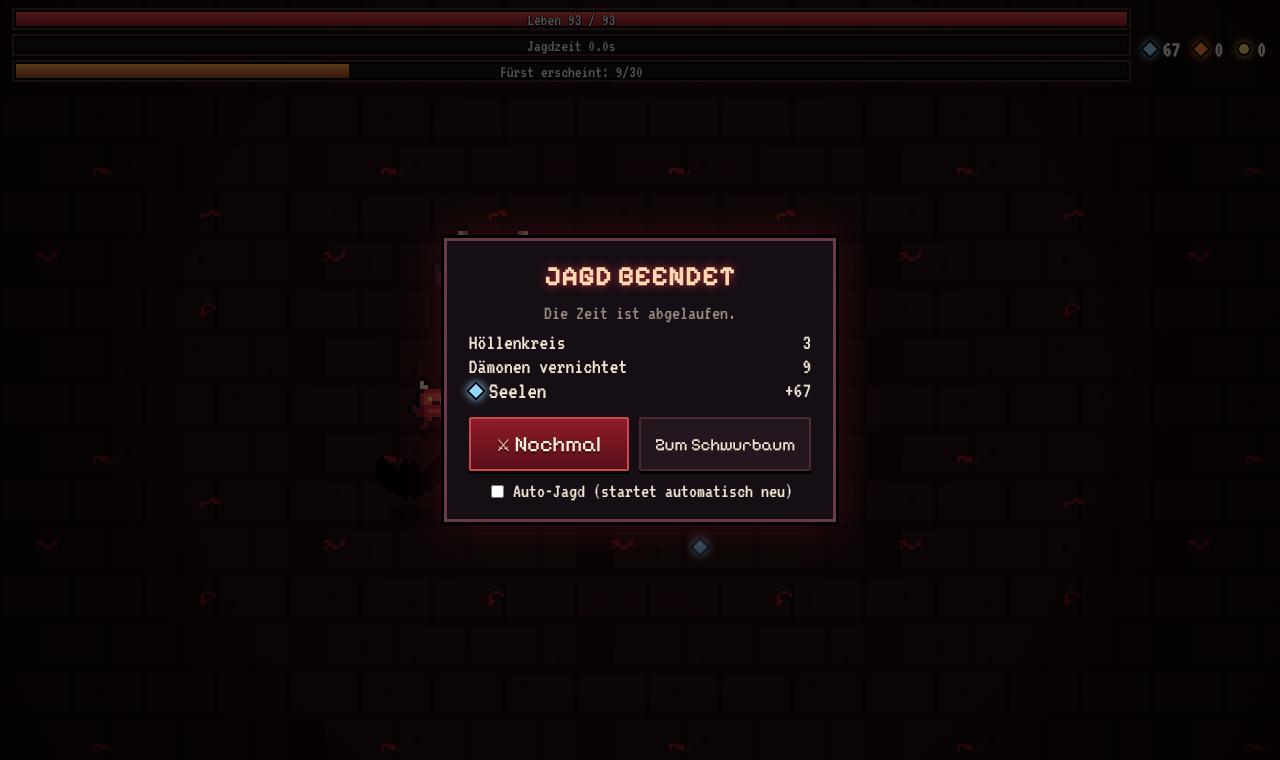 Leben 93 / 93
Jagdzeit 0.0s
Fürst erscheint: 9/30
67 0 0
JAGD BEENDET
Die Zeit ist abgelaufen.
Höllenkreis 3
Dämonen vernichtet 9
Seelen +67
⚔ Nochmal
Zum Schwurbaum
Auto-Jagd (startet automatisch neu)